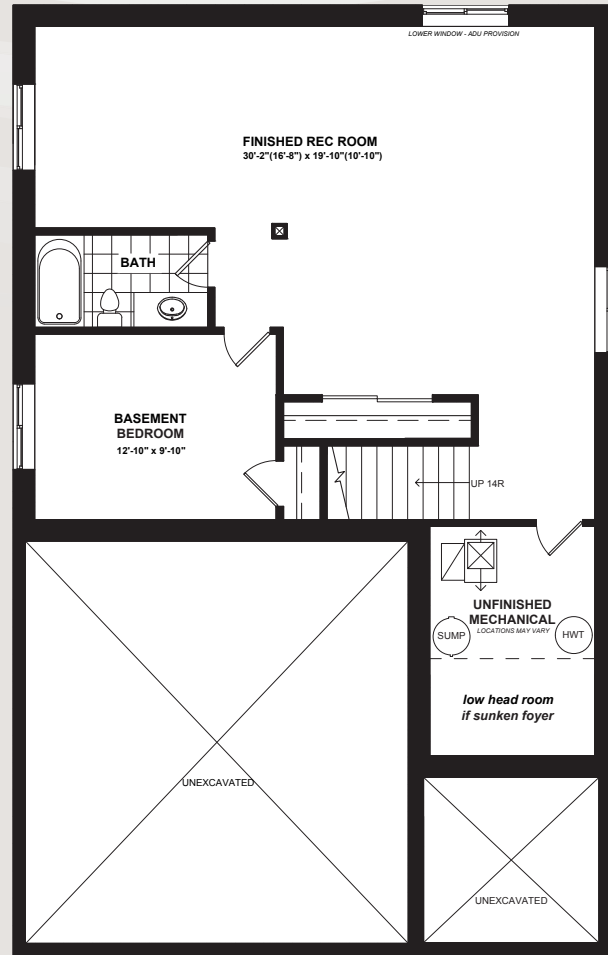 LOWER WINDOW - ADU PROVISION
FINISHED REC ROOM
30'-2"(16'-8") x 19'-10"(10'-10")
BATH
BASEMENT
BEDROOM
12'-10" x 9'-10"
UP 14R
UNFINISHED
MECHANICAL
LOCATIONS MAY VARY
SUMP
HWT
low head room
if sunken foyer
UNEXCAVATED
UNEXCAVATED